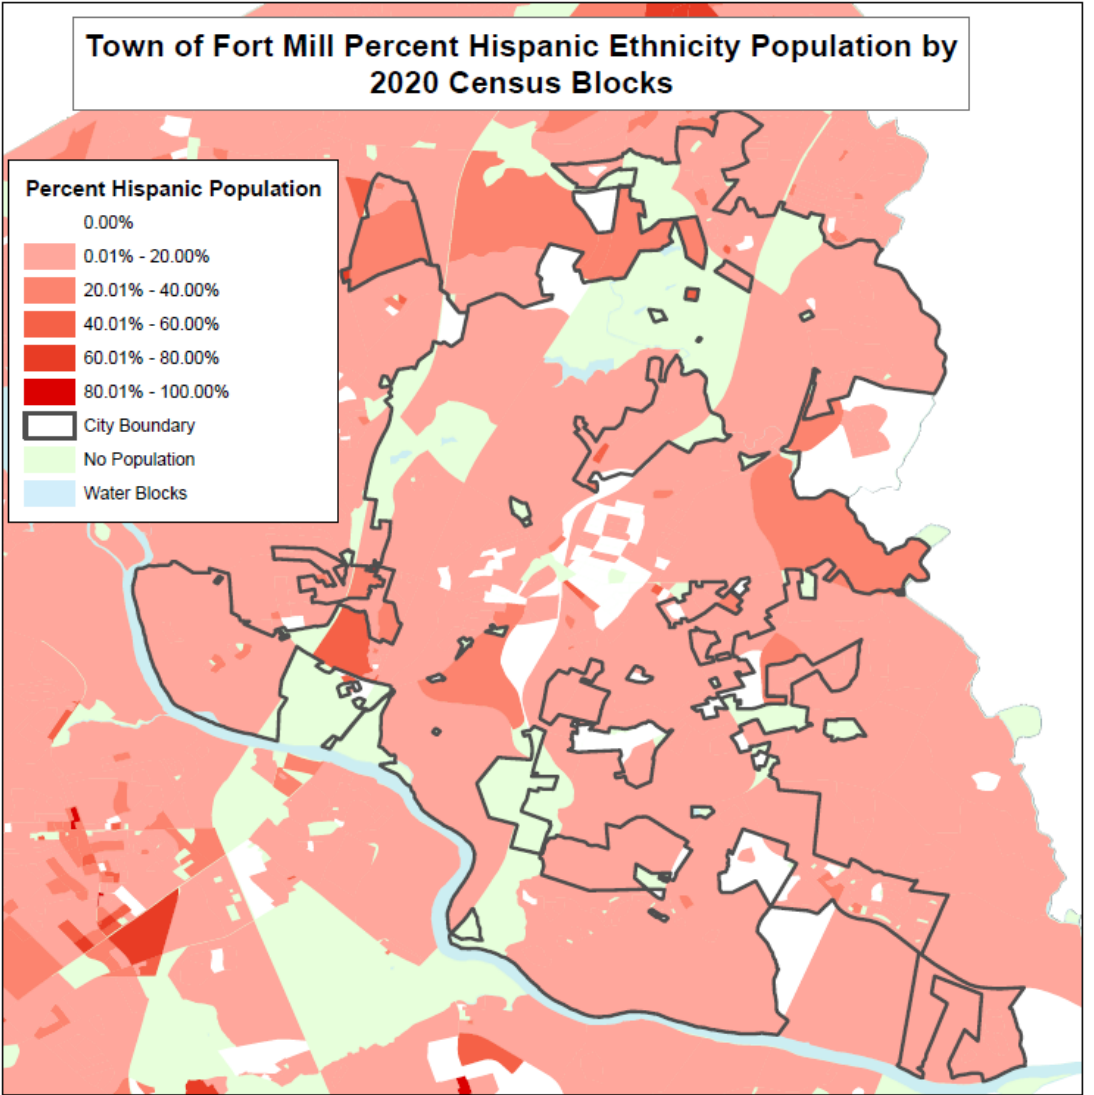 Town of Fort Mill Percent Hispanic Ethnicity Population by
2020 Census Blocks
Percent Hispanic Population
0.00%
0.01% - 20.00%
20.01% - 40.00%
40.01% - 60.00%
60.01% - 80.00%
80.01% - 100.00%
City Boundary
No Population
Water Blocks